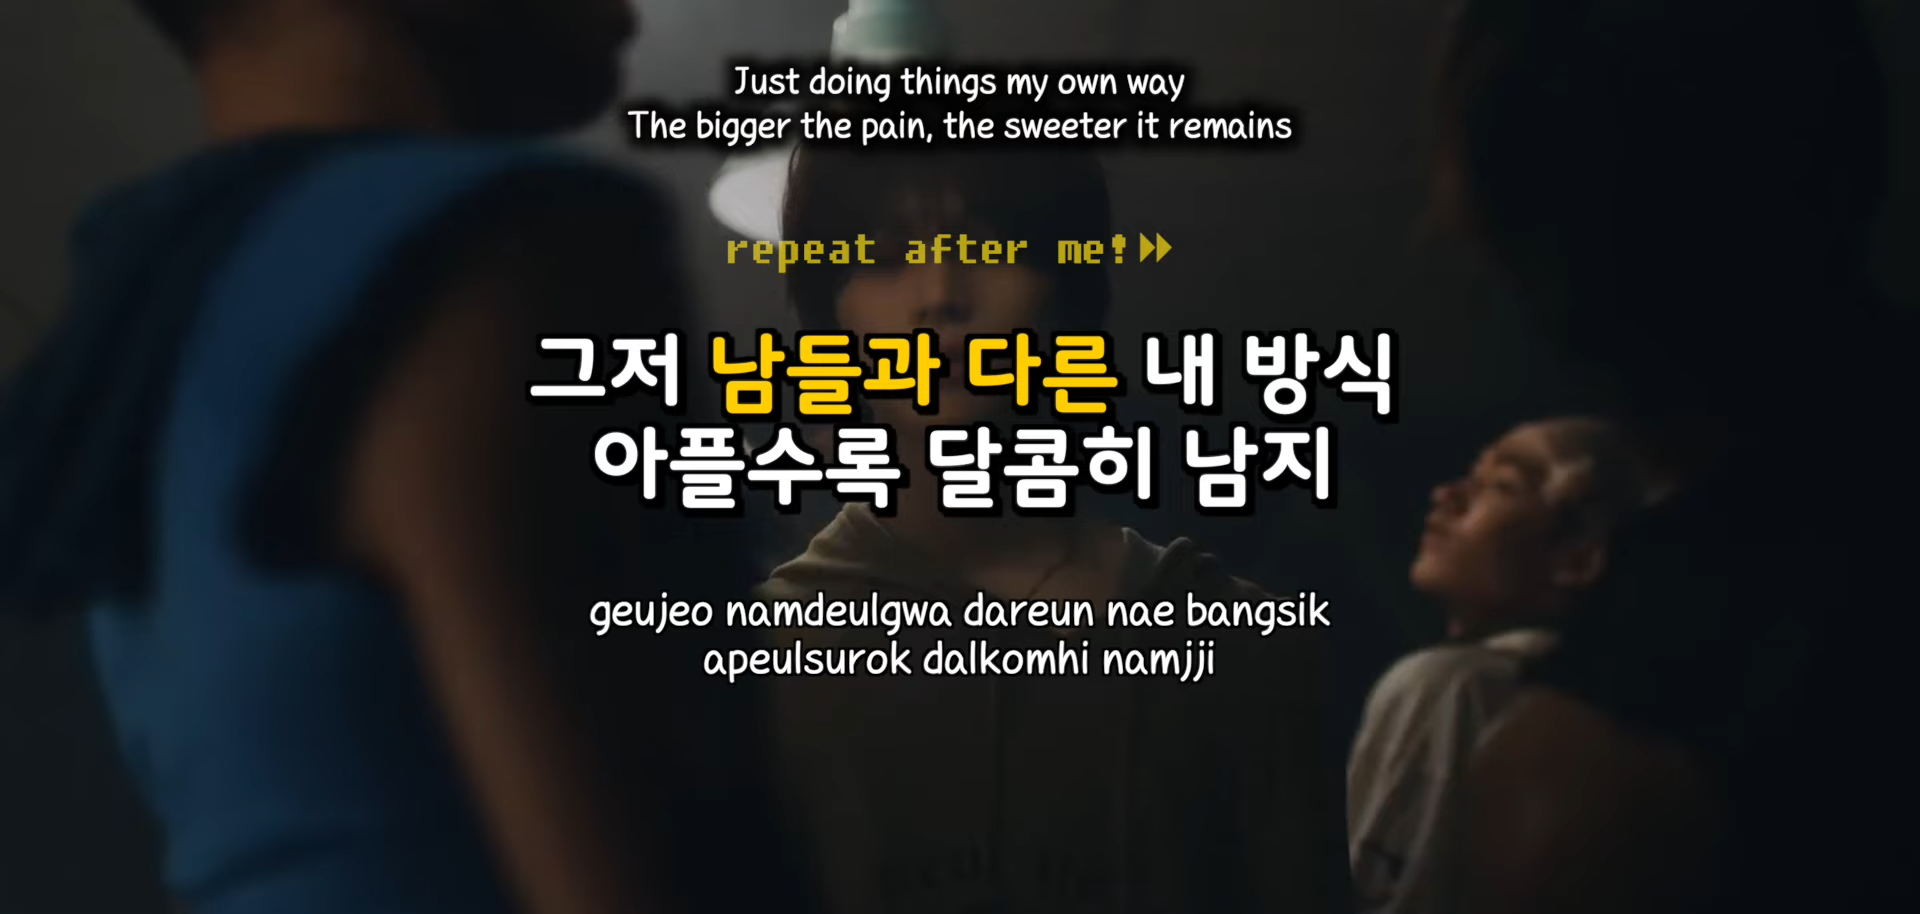 Just doing things my own way
The bigger the pain, the sweeter it remains
repeat after me!
그저 남들과 다른 내 방식
아플수록 달콤히 남지
geujeo namdeulgwa dareun nae bangsik
apeulsurok dalkomhi namjji